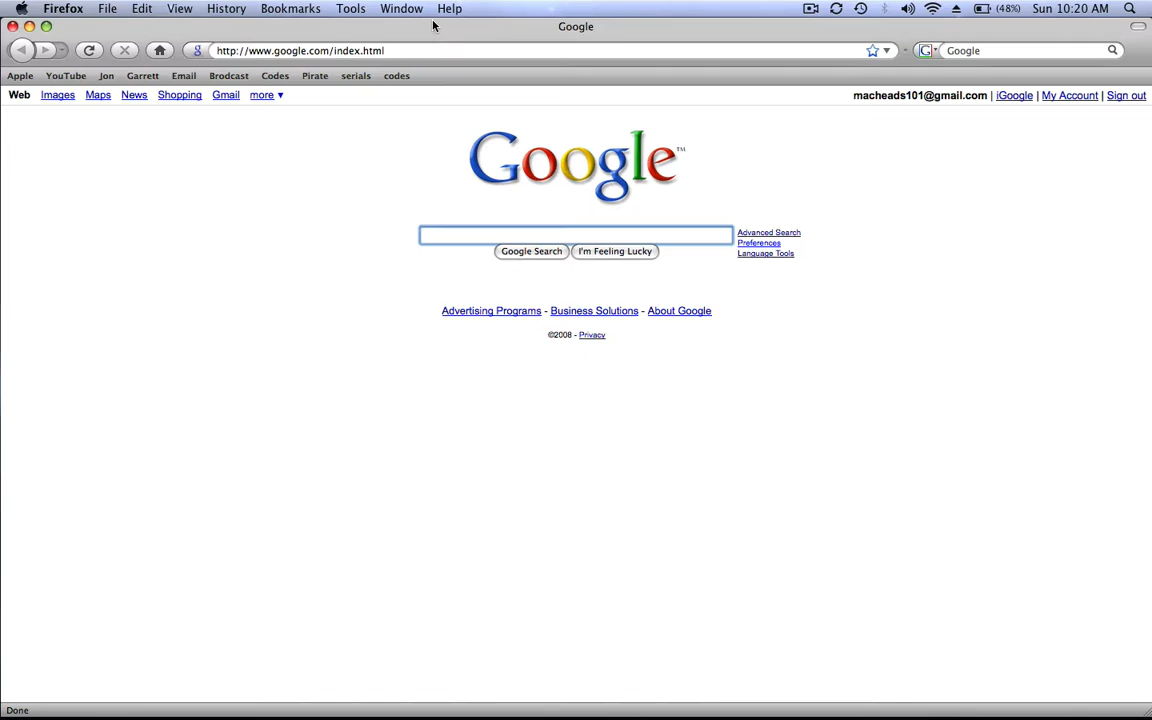 Firefox File Edit View History Bookmarks Tools Window Help (48%) Sun 10:20 AM
Google
http://www.google.com/index.html Google
Apple YouTube Jon Garrett Email Brodcast Codes Pirate serials codes
Web Images Maps News Shopping Gmail more ▼ macheads101@gmail.com | iGoogle | My Account | Sign out
Google™
Advanced Search
Preferences
Language Tools
Google Search I'm Feeling Lucky
Advertising Programs - Business Solutions - About Google
©2008 - Privacy
Done